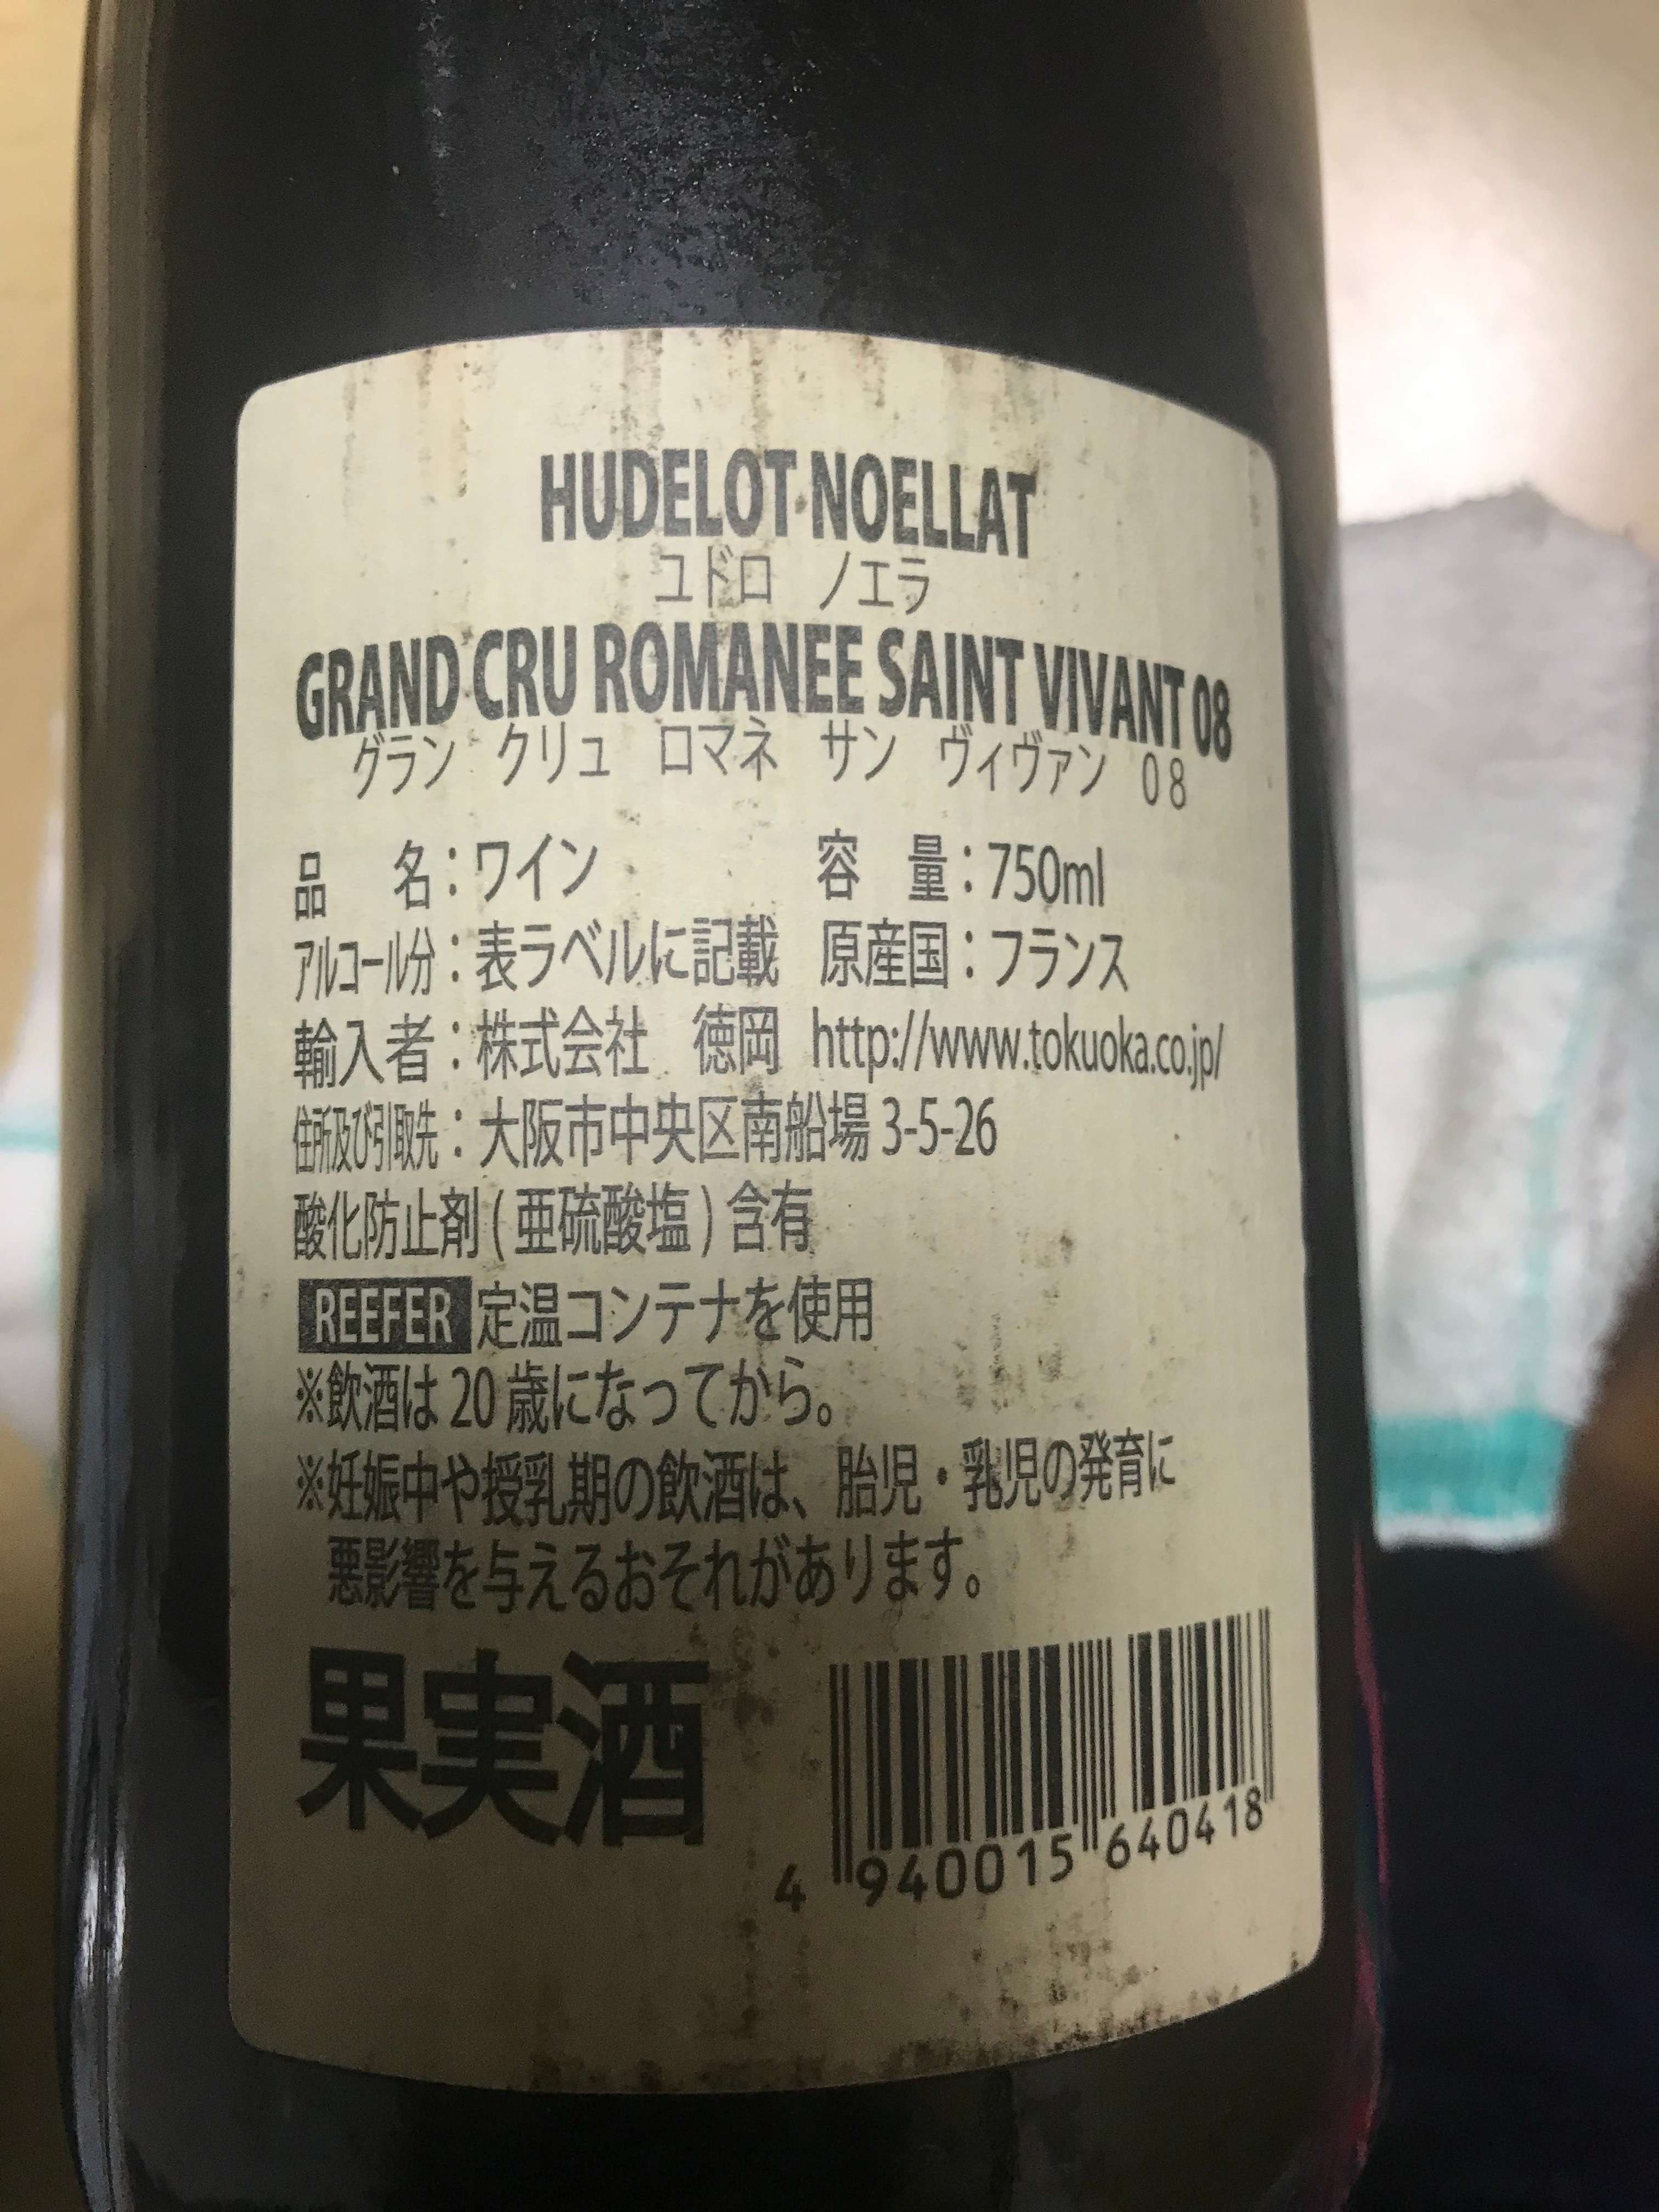 HUDELOT NOELLAT
ユドロ ノエラ
GRAND CRU ROMANEE SAINT VIVANT 08
グラン クリュ ロマネ サン ヴィヴァン 08
品 名：ワイン 容 量：750ml
アルコール分：表ラベルに記載 原産国：フランス
輸入者：株式会社 徳岡 http://www.tokuoka.co.jp/
住所及び引取先：大阪市中央区南船場 3-5-26
酸化防止剤 ( 亜硫酸塩 ) 含有
REEFER 定温コンテナを使用
※飲酒は 20 歳になってから。
※妊娠中や授乳期の飲酒は、胎児・乳児の発育に
悪影響を与えるおそれがあります。
果実酒
4 940015 640418